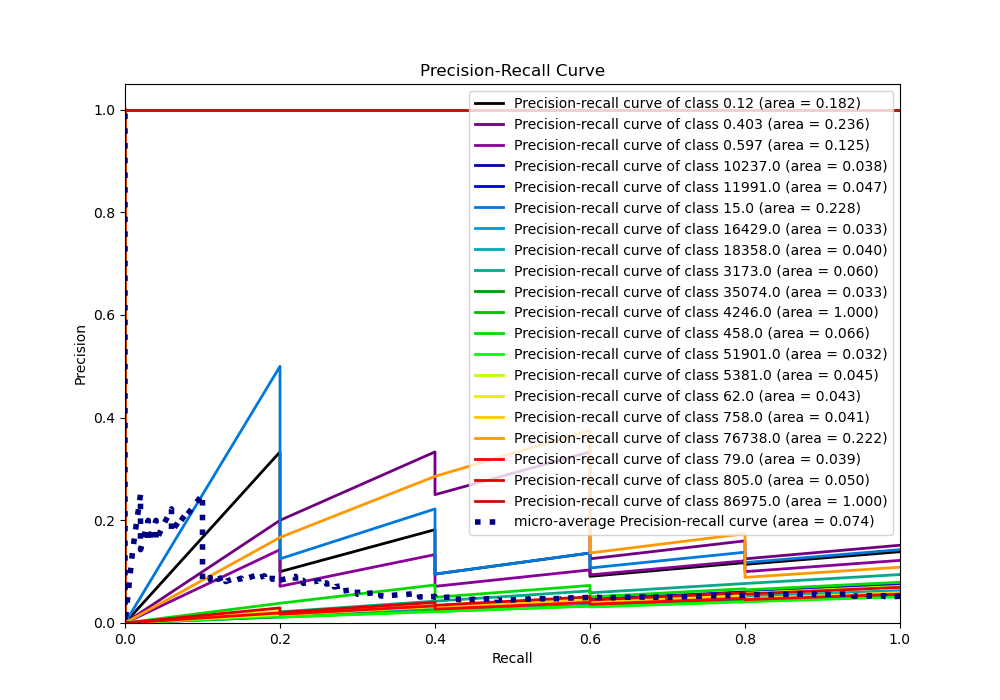 Precision-Recall Curve
Precision
1.0
0.8
0.6
0.4
0.2
0.0
Precision-recall curve of class 0.12 (area = 0.182)
Precision-recall curve of class 0.403 (area = 0.236)
Precision-recall curve of class 0.597 (area = 0.125)
Precision-recall curve of class 10237.0 (area = 0.038)
Precision-recall curve of class 11991.0 (area = 0.047)
Precision-recall curve of class 15.0 (area = 0.228)
Precision-recall curve of class 16429.0 (area = 0.033)
Precision-recall curve of class 18358.0 (area = 0.040)
Precision-recall curve of class 3173.0 (area = 0.060)
Precision-recall curve of class 35074.0 (area = 0.033)
Precision-recall curve of class 4246.0 (area = 1.000)
Precision-recall curve of class 458.0 (area = 0.066)
Precision-recall curve of class 51901.0 (area = 0.032)
Precision-recall curve of class 5381.0 (area = 0.045)
Precision-recall curve of class 62.0 (area = 0.043)
Precision-recall curve of class 758.0 (area = 0.041)
Precision-recall curve of class 76738.0 (area = 0.222)
Precision-recall curve of class 79.0 (area = 0.039)
Precision-recall curve of class 805.0 (area = 0.050)
Precision-recall curve of class 86975.0 (area = 1.000)
micro-average Precision-recall curve (area = 0.074)
0.0 0.2 0.4 0.6 0.8 1.0
Recall